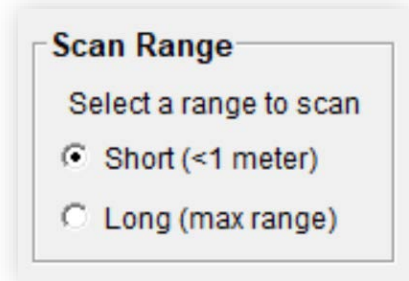 Scan Range
Select a range to scan
Short (<1 meter)
Long (max range)